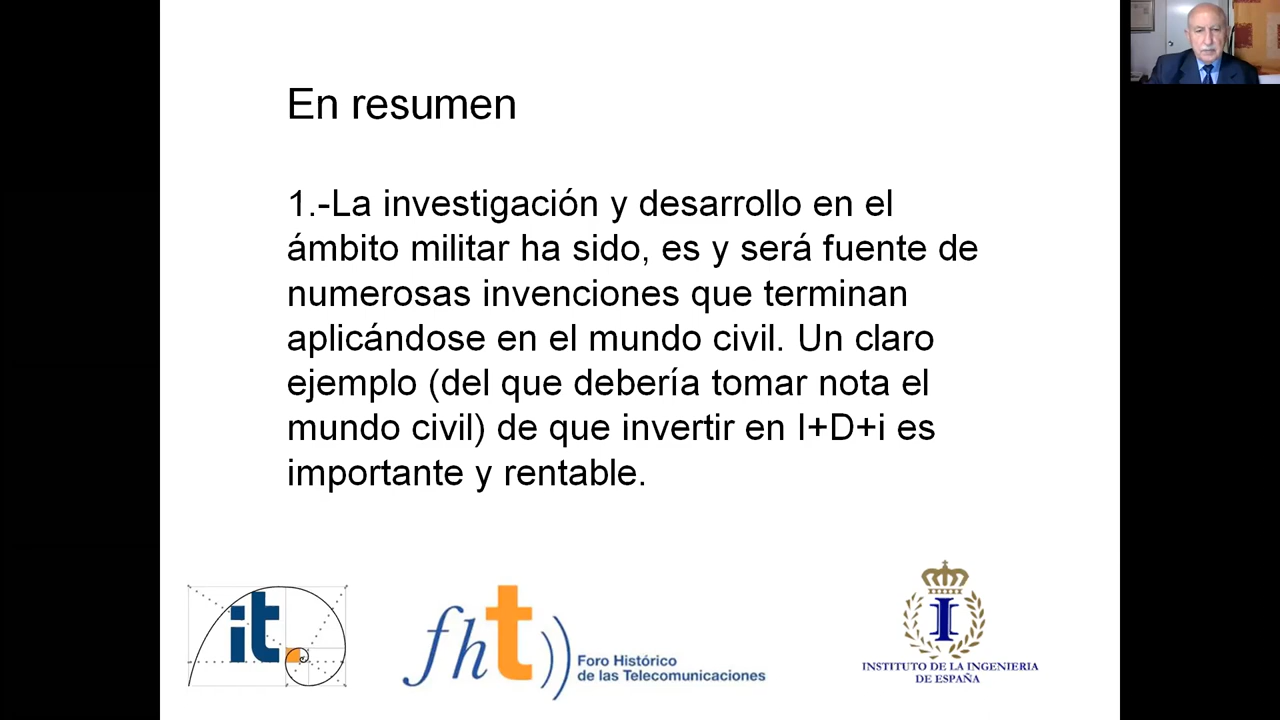 En resumen
1.-La investigación y desarrollo en el
ámbito militar ha sido, es y será fuente de
numerosas invenciones que terminan
aplicándose en el mundo civil. Un claro
ejemplo (del que debería tomar nota el
mundo civil) de que invertir en I+D+i es
importante y rentable.
it.
fht
Foro Histórico
de las Telecomunicaciones
I
INSTITUTO DE LA INGENIERIA
DE ESPAÑA